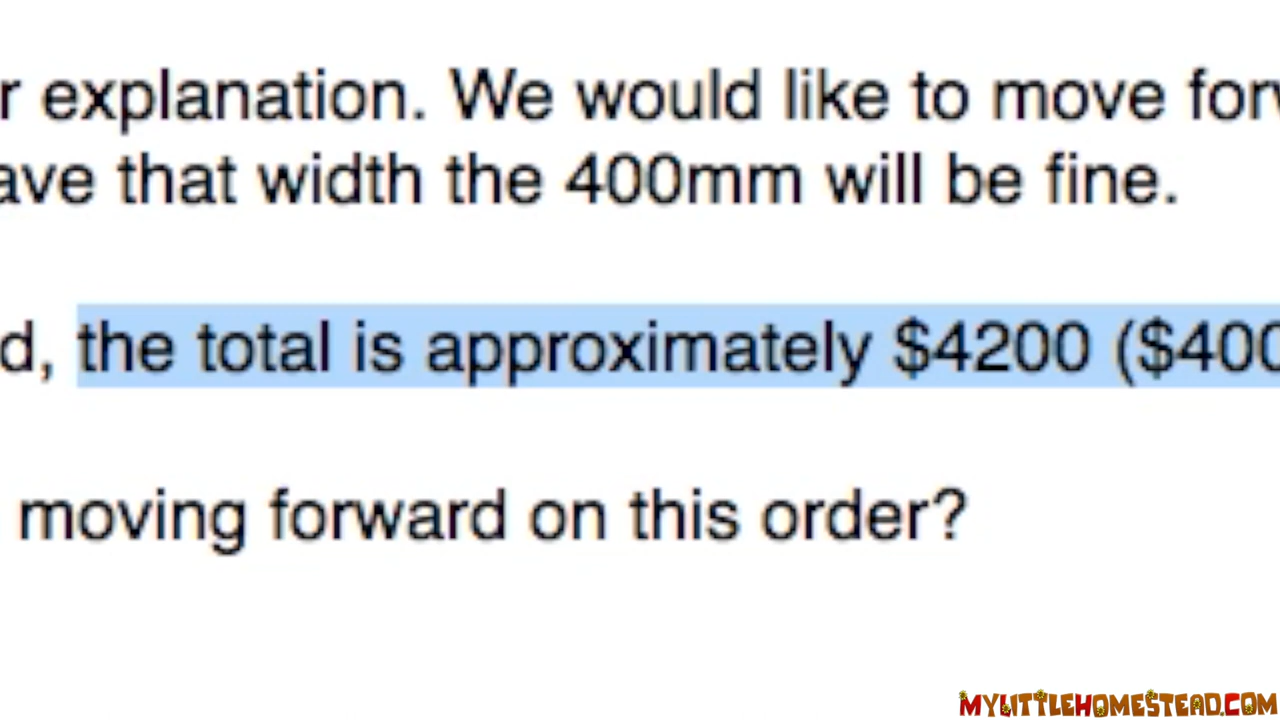 r explanation. We would like to move for
ave that width the 400mm will be fine.
d, the total is approximately $4200 ($400
moving forward on this order?
MYLITTLEHOMESTEAD.COM